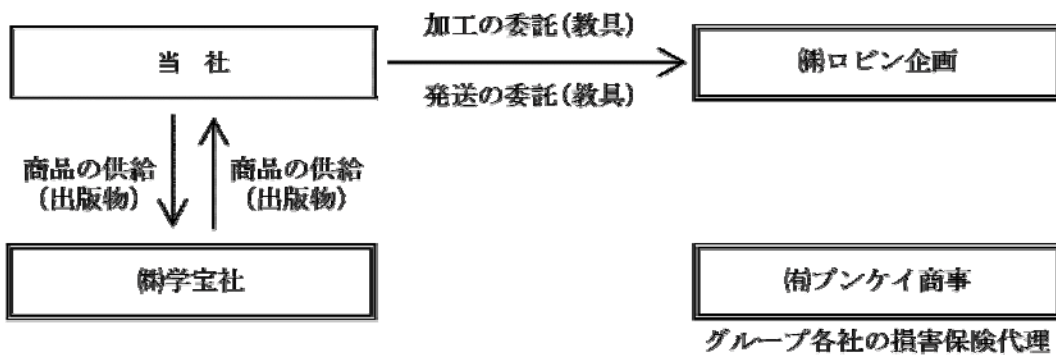 加工の委託(教具)
当 社
㈱ロビン企画
発送の委託(教具)
商品の供給
(出版物)
商品の供給
(出版物)
㈱学宝社
㈲ブンケイ商事
グループ各社の損害保険代理